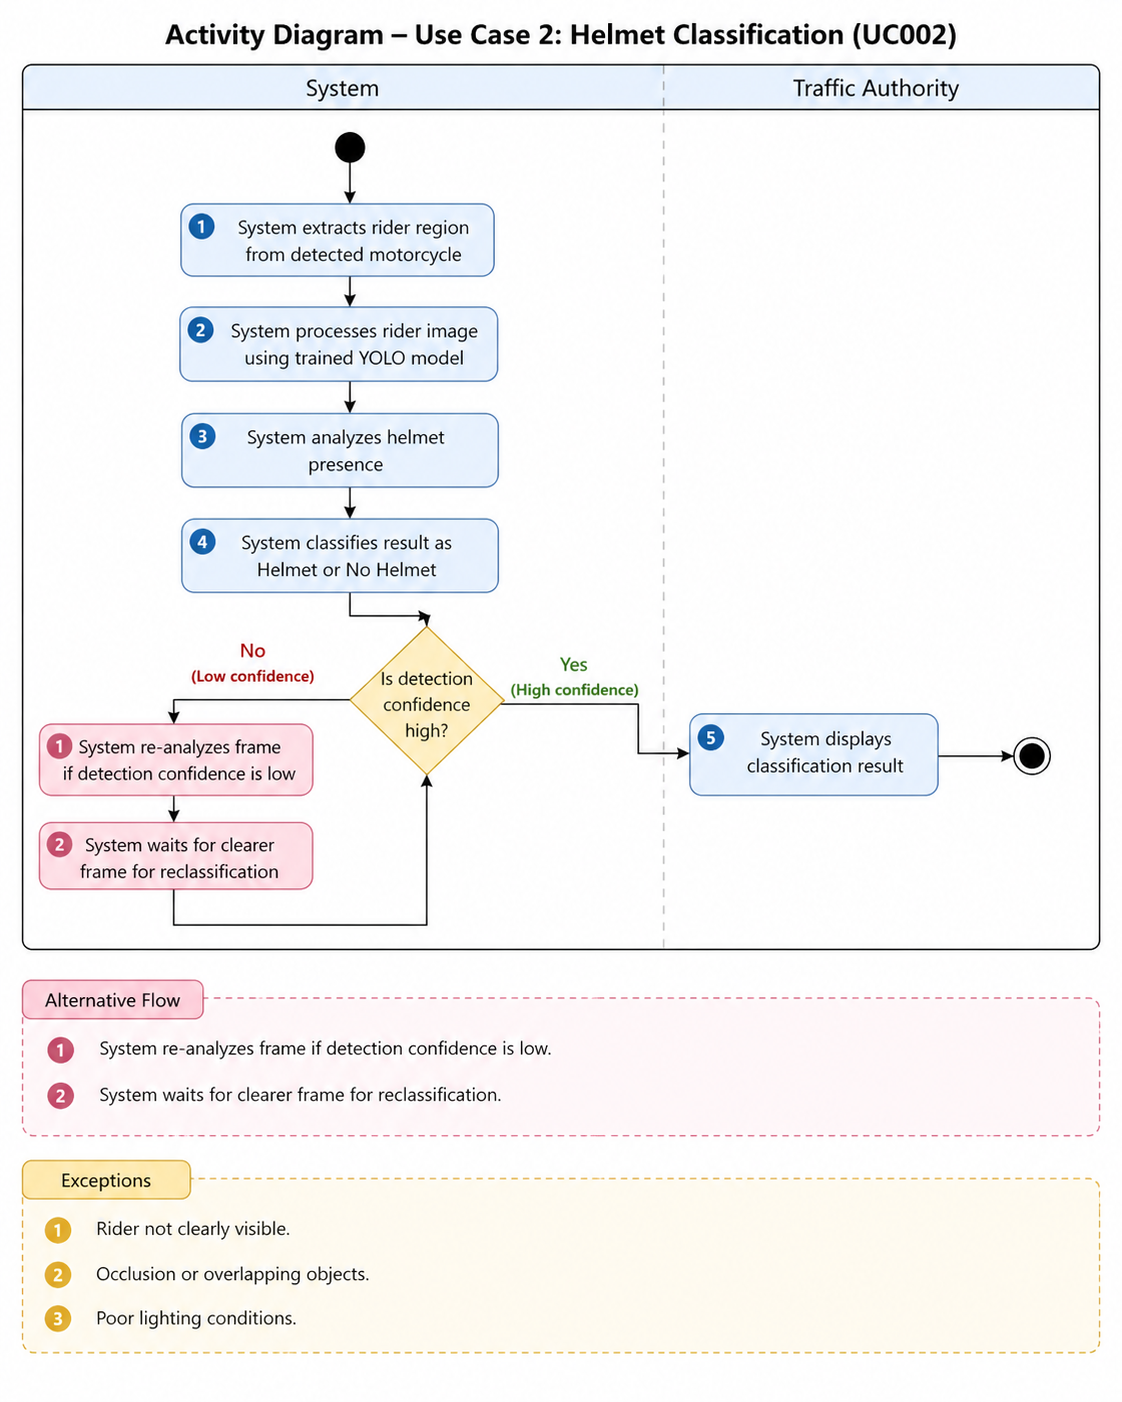 Activity Diagram – Use Case 2: Helmet Classification (UC002)
System
Traffic Authority
1
System extracts rider region
from detected motorcycle
2
System processes rider image
using trained YOLO model
3
System analyzes helmet
presence
4
System classifies result as
Helmet or No Helmet
Is detection
confidence
high?
No
(Low confidence)
Yes
(High confidence)
1
System re-analyzes frame
if detection confidence is low
2
System waits for clearer
frame for reclassification
5
System displays
classification result
Alternative Flow
1 System re-analyzes frame if detection confidence is low.
2 System waits for clearer frame for reclassification.
Exceptions
1 Rider not clearly visible.
2 Occlusion or overlapping objects.
3 Poor lighting conditions.